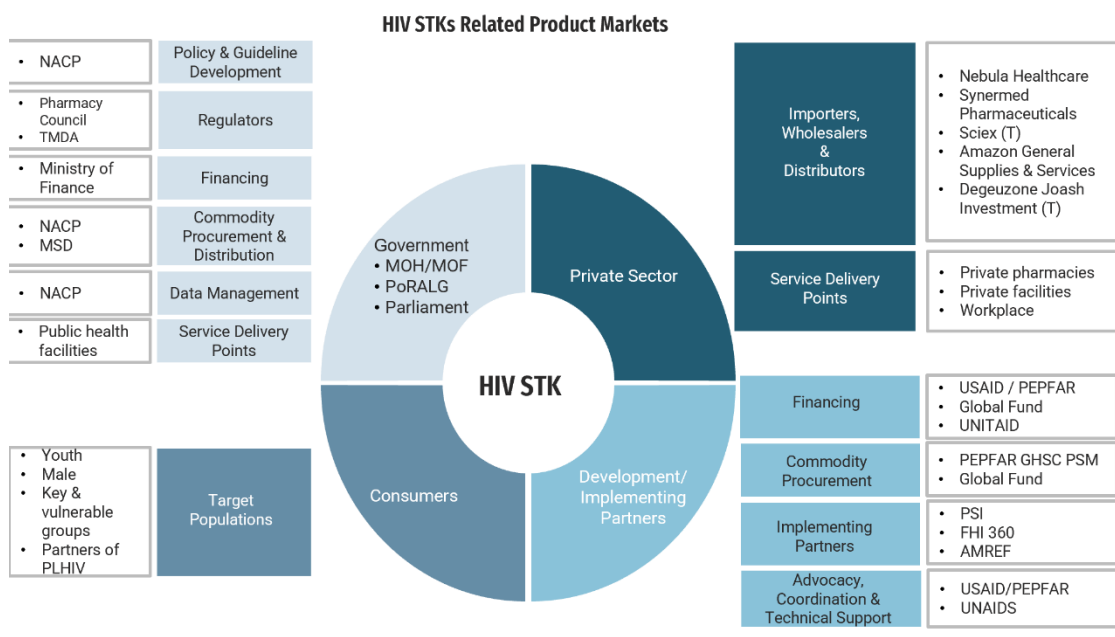 HIV STKs Related Product Markets
• NACP
Policy & Guideline
Development
• Pharmacy
Council
• TMDA
Regulators
• Ministry of
Finance
Financing
• NACP
• MSD
Commodity
Procurement &
Distribution
• NACP
Data Management
• Public health
facilities
Service Delivery
Points
Government
• MOH/MOF
• PoRALG
• Parliament
Private Sector
HIV STK
Consumers
Development/
Implementing
Partners
Importers,
Wholesalers
&
Distributors
• Nebula Healthcare
• Synermed
Pharmaceuticals
• Sciex (T)
• Amazon General
Supplies & Services
• Degeuzone Joash
Investment (T)
Service Delivery
Points
• Private pharmacies
• Private facilities
• Workplace
• Youth
• Male
• Key &
vulnerable
groups
• Partners of
PLHIV
Target
Populations
Financing
• USAID / PEPFAR
• Global Fund
• UNITAID
Commodity
Procurement
• PEPFAR GHSC PSM
• Global Fund
Implementing
Partners
• PSI
• FHI 360
• AMREF
Advocacy,
Coordination &
Technical Support
• USAID/PEPFAR
• UNAIDS